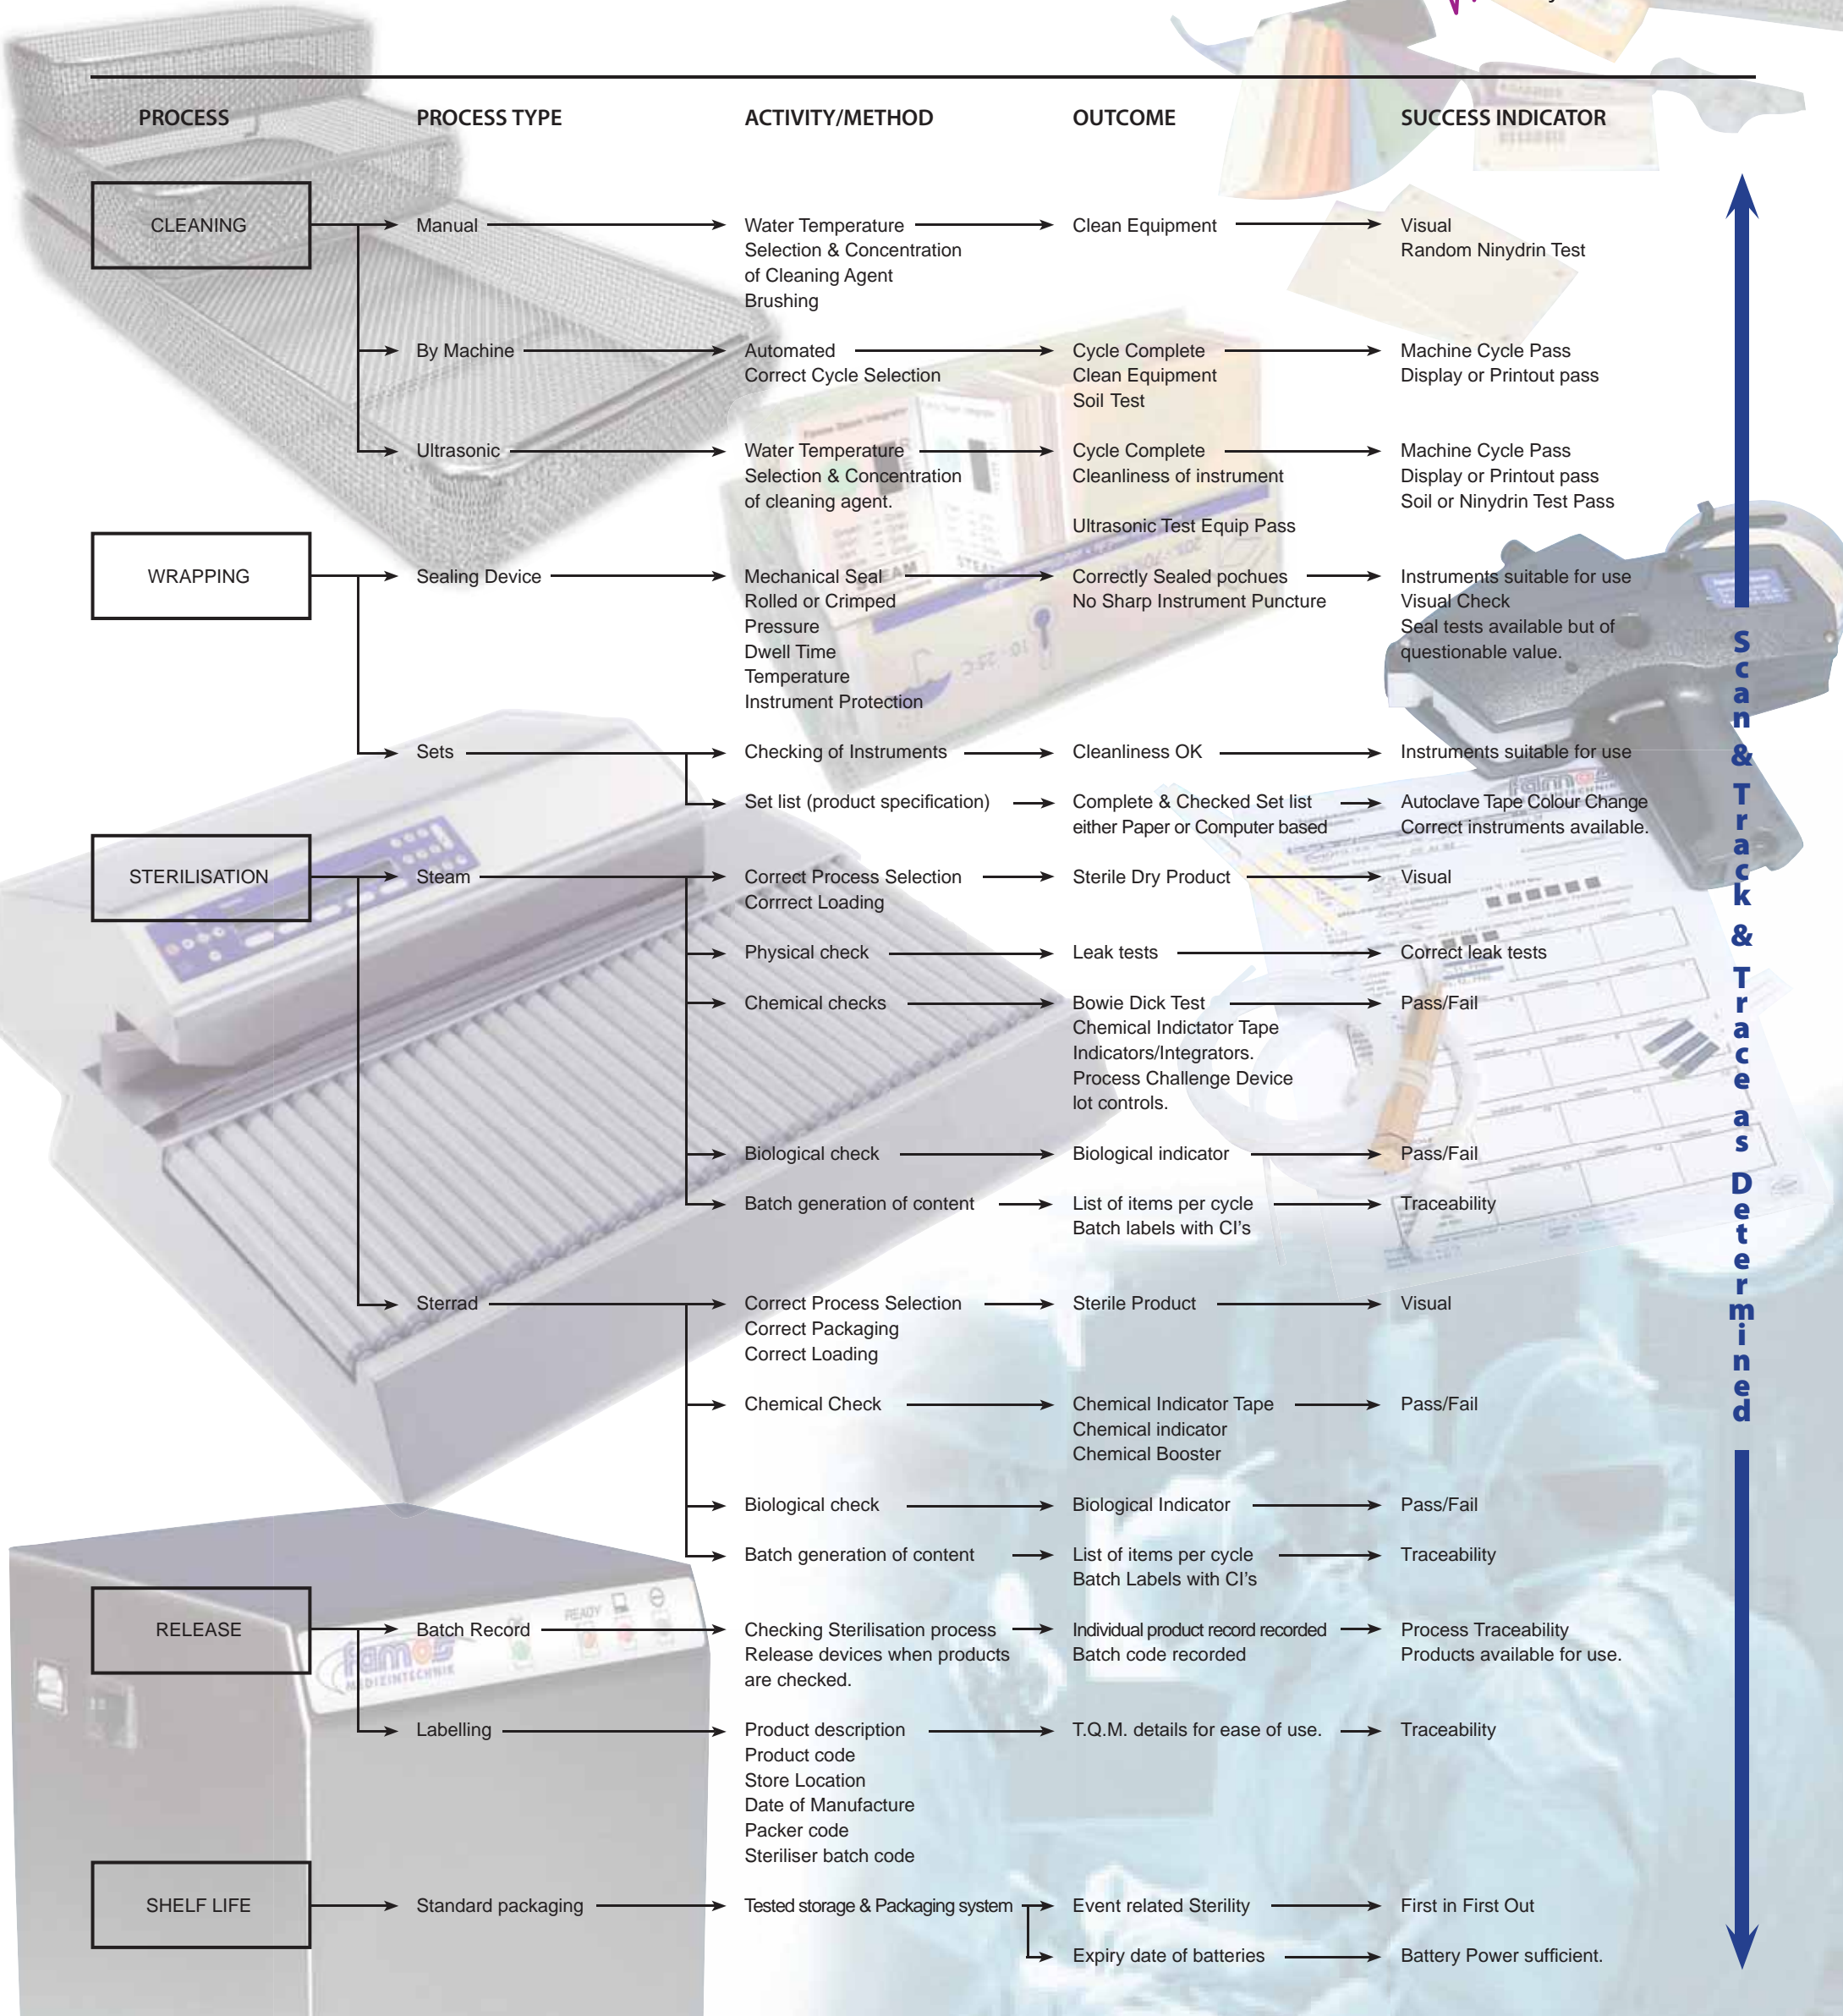 PROCESS PROCESS TYPE ACTIVITY/METHOD OUTCOME SUCCESS INDICATOR
CLEANING Manual Water Temperature Clean Equipment Visual
Selection & Concentration Random Ninydrin Test
of Cleaning Agent
Brushing
By Machine Automated Cycle Complete Machine Cycle Pass
Correct Cycle Selection Clean Equipment Display or Printout pass
Soil Test
Ultrasonic Water Temperature Cycle Complete Machine Cycle Pass
Selection & Concentration Cleanliness of instrument Display or Printout pass
of cleaning agent. Soil or Ninydrin Test Pass
Ultrasonic Test Equip Pass
WRAPPING Sealing Device Mechanical Seal Correctly Sealed pochues Instruments suitable for use
Rolled or Crimped No Sharp Instrument Puncture Visual Check
Pressure Seal tests available but of
Dwell Time questionable value.
Temperature
Instrument Protection
Sets Checking of Instruments Cleanliness OK Instruments suitable for use
Set list (product specification) Complete & Checked Set list Autoclave Tape Colour Change
either Paper or Computer based Correct instruments available.
STERILISATION Steam Correct Process Selection Sterile Dry Product Visual
Corrrect Loading
Physical check Leak tests Correct leak tests
Chemical checks Bowie Dick Test Pass/Fail
Chemical Indictator Tape
Indicators/Integrators.
Process Challenge Device
lot controls.
Biological check Biological indicator Pass/Fail
Batch generation of content List of items per cycle Traceability
Batch labels with CI's
Sterrad Correct Process Selection Sterile Product Visual
Correct Packaging
Correct Loading
Chemical Check Chemical Indicator Tape Pass/Fail
Chemical indicator
Chemical Booster
Biological check Biological Indicator Pass/Fail
Batch generation of content List of items per cycle Traceability
Batch Labels with CI's
RELEASE Batch Record Checking Sterilisation process Individual product record recorded Process Traceability
Release devices when products Batch code recorded Products available for use.
are checked.
Labelling Product description T.Q.M. details for ease of use. Traceability
Product code
Store Location
Date of Manufacture
Packer code
Steriliser batch code
SHELF LIFE Standard packaging Tested storage & Packaging system Event related Sterility First in First Out
Expiry date of batteries Battery Power sufficient.
Scan & Track & Trace as Determined
STEAM
20% - 70%
10 - 25°C
READY
famos
MEDIZINTECHNIK